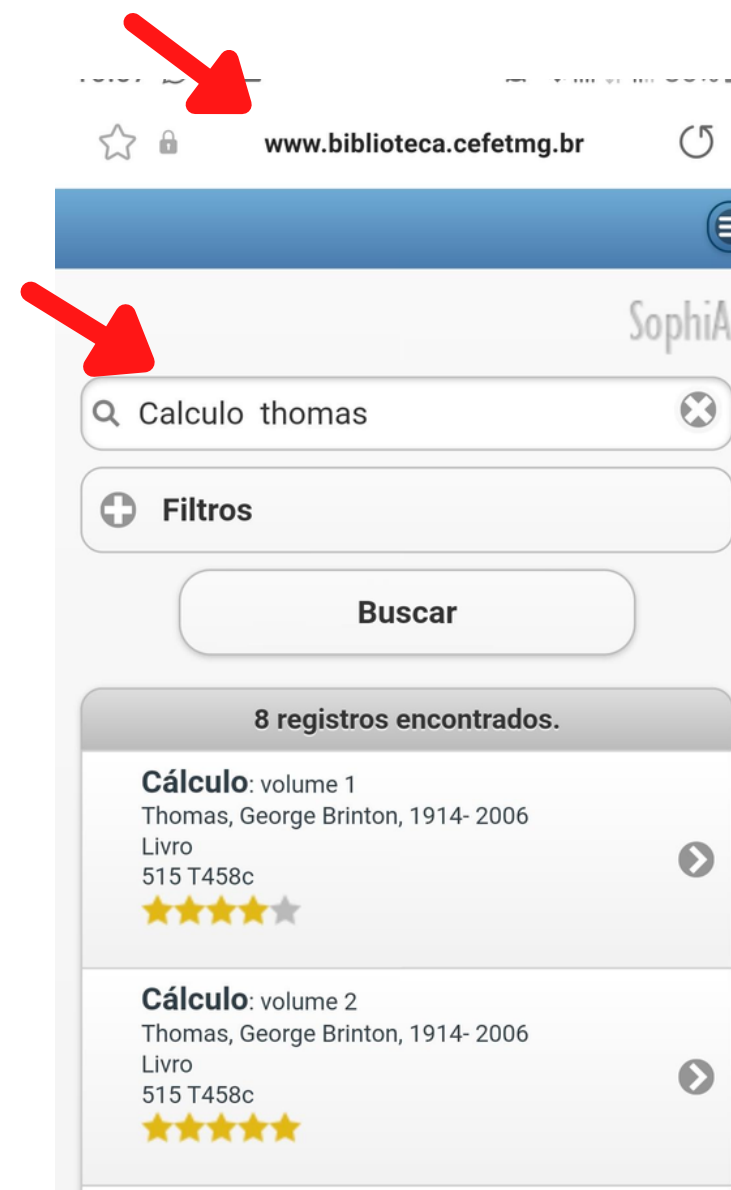 www.biblioteca.cefetmg.br
SophiA
Calculo thomas
Filtros
Buscar
8 registros encontrados.
Cálculo: volume 1
Thomas, George Brinton, 1914- 2006
Livro
515 T458c
Cálculo: volume 2
Thomas, George Brinton, 1914- 2006
Livro
515 T458c